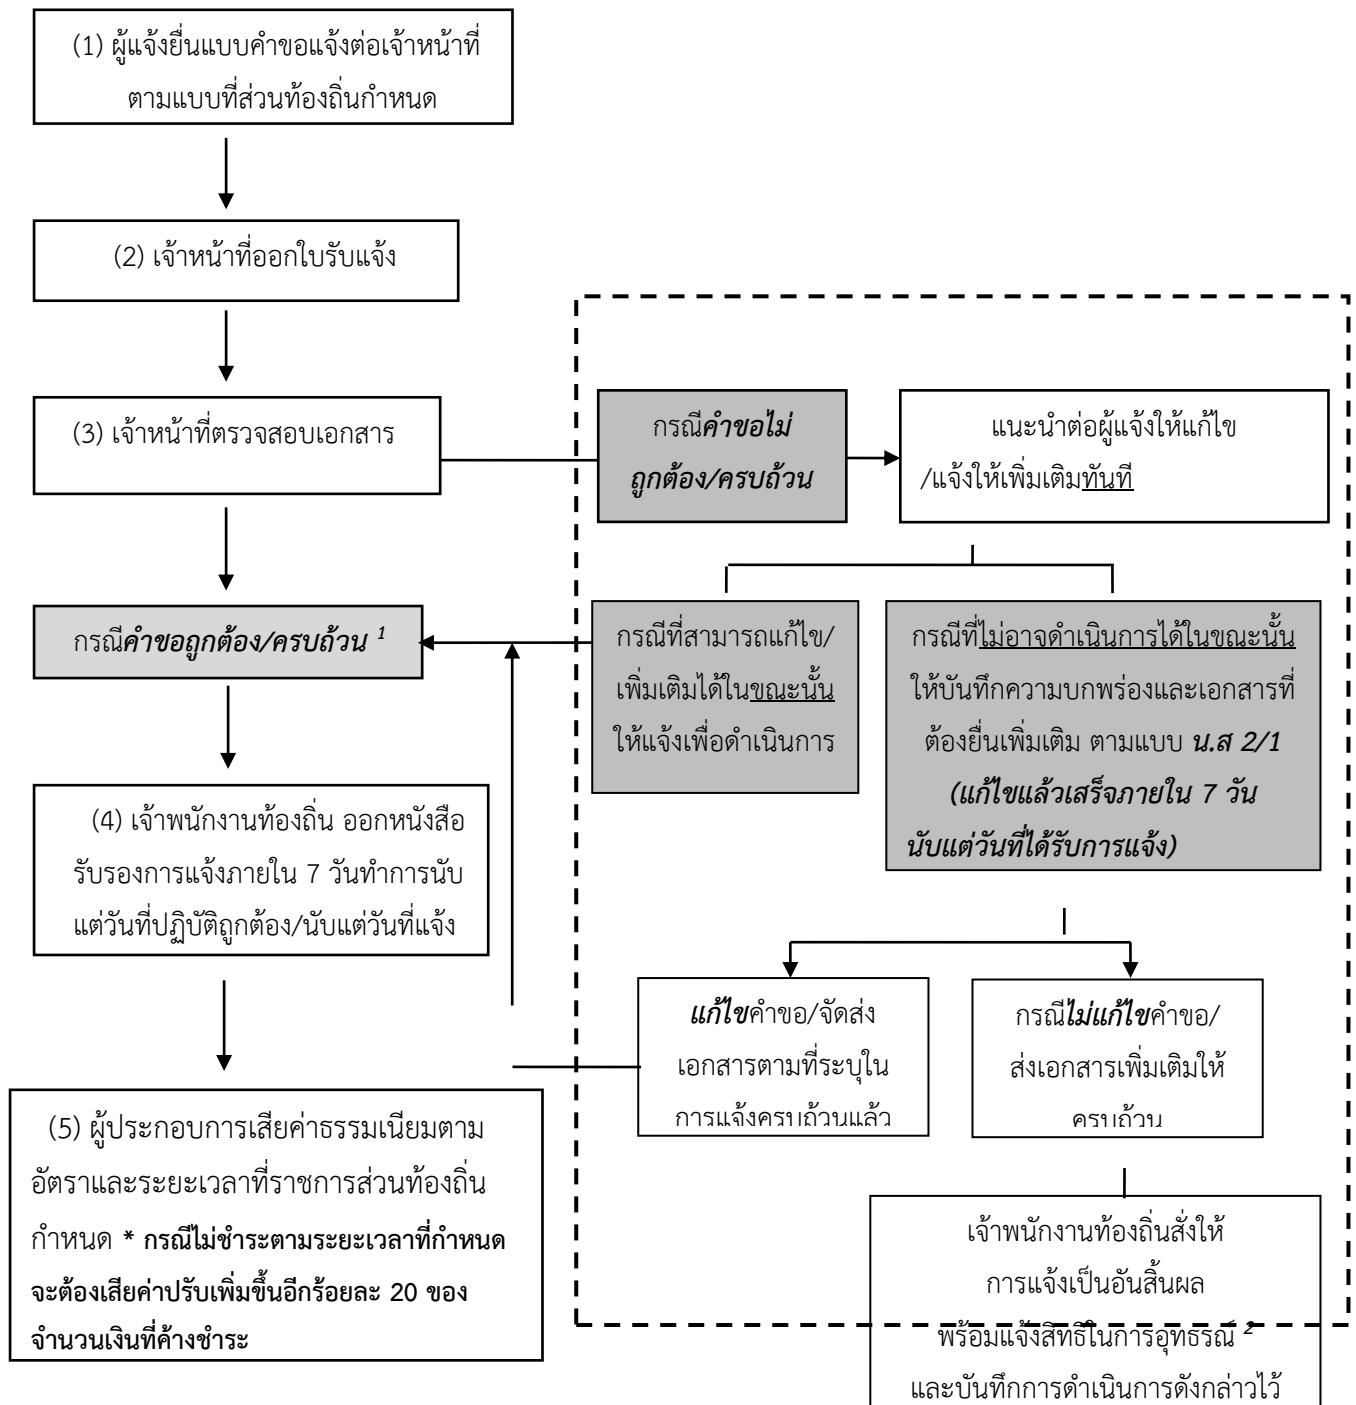 (1) ผู้แจ้งยื่นแบบคำขอแจ้งต่อเจ้าหน้าที่
ตามแบบที่ส่วนท้องถิ่นกำหนด
(2) เจ้าหน้าที่ออกใบรับแจ้ง
(3) เจ้าหน้าที่ตรวจสอบเอกสาร
กรณีคำขอไม่
ถูกต้อง/ครบถ้วน
แนะนำต่อผู้แจ้งให้แก้ไข
/แจ้งให้เพิ่มเติมทันที
กรณีคำขอถูกต้อง/ครบถ้วน 1
กรณีที่สามารถแก้ไข/
เพิ่มเติมได้ในขณะนั้น
ให้แจ้งเพื่อดำเนินการ
กรณีที่ไม่อาจดำเนินการได้ในขณะนั้น
ให้บันทึกความบกพร่องและเอกสารที่
ต้องยื่นเพิ่มเติม ตามแบบ น.ส 2/1
(แก้ไขแล้วเสร็จภายใน 7 วัน
นับแต่วันที่ได้รับการแจ้ง)
(4) เจ้าพนักงานท้องถิ่น ออกหนังสือ
รับรองการแจ้งภายใน 7 วันทำการนับ
แต่วันที่ปฏิบัติถูกต้อง/นับแต่วันที่แจ้ง
แก้ไขคำขอ/จัดส่ง
เอกสารตามที่ระบุใน
การแจ้งครบถ้วนแล้ว
กรณีไม่แก้ไขคำขอ/
ส่งเอกสารเพิ่มเติมให้
ครบถ้วน
(5) ผู้ประกอบการเสียค่าธรรมเนียมตาม
อัตราและระยะเวลาที่ราชการส่วนท้องถิ่น
กำหนด * กรณีไม่ชำระตามระยะเวลาที่กำหนด
จะต้องเสียค่าปรับเพิ่มขึ้นอีกร้อยละ 20 ของ
จำนวนเงินที่ค้างชำระ
เจ้าพนักงานท้องถิ่นสั่งให้
การแจ้งเป็นอันสิ้นผล
พร้อมแจ้งสิทธิในการอุทธรณ์ 2
และบันทึกการดำเนินการดังกล่าวไว้